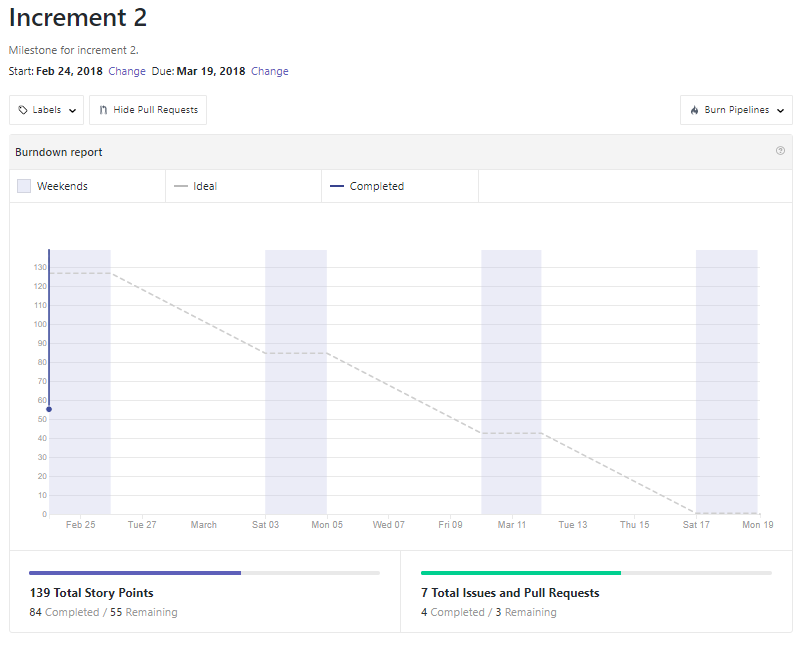 Increment 2
Milestone for increment 2.
Start: Feb 24, 2018 Change Due: Mar 19, 2018 Change
Labels Hide Pull Requests Burn Pipelines
Burndown report
Weekends Ideal Completed
130
120
110
100
90
80
70
60
50
40
30
20
10
0
Feb 25 Tue 27 March Sat 03 Mon 05 Wed 07 Fri 09 Mar 11 Tue 13 Thu 15 Sat 17 Mon 19
139 Total Story Points
84 Completed / 55 Remaining
7 Total Issues and Pull Requests
4 Completed / 3 Remaining